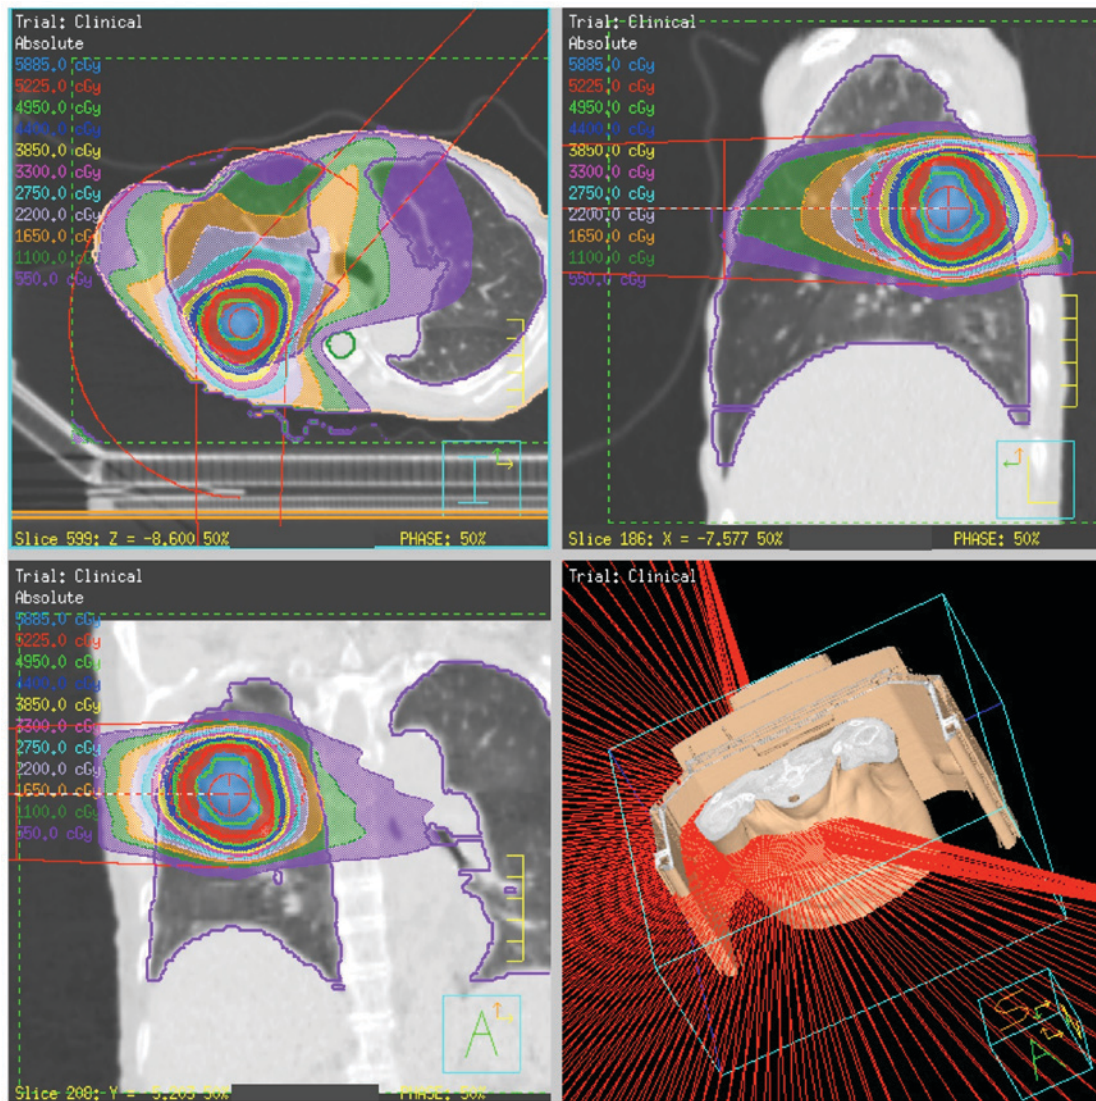 Trial: Clinical
Absolute
5885.0 cGy
5225.0 cGy
4950.0 cGy
4400.0 cGy
3850.0 cGy
3300.0 cGy
2750.0 cGy
2200.0 cGy
1650.0 cGy
1100.0 cGy
550.0 cGy
Slice 599: Z = -8.600 50% PHASE: 50%
Trial: Clinical
Absolute
5885.0 cGy
5225.0 cGy
4950.0 cGy
4400.0 cGy
3850.0 cGy
3300.0 cGy
2750.0 cGy
2200.0 cGy
1650.0 cGy
1100.0 cGy
550.0 cGy
L
Slice 186: X = -7.577 50% PHASE: 50%
Trial: Clinical
Absolute
5885.0 cGy
5225.0 cGy
4950.0 cGy
4400.0 cGy
3850.0 cGy
3300.0 cGy
2750.0 cGy
2200.0 cGy
1650.0 cGy
1100.0 cGy
550.0 cGy
A
Slice 208: Y = 50%
Trial: Clinical
S
A